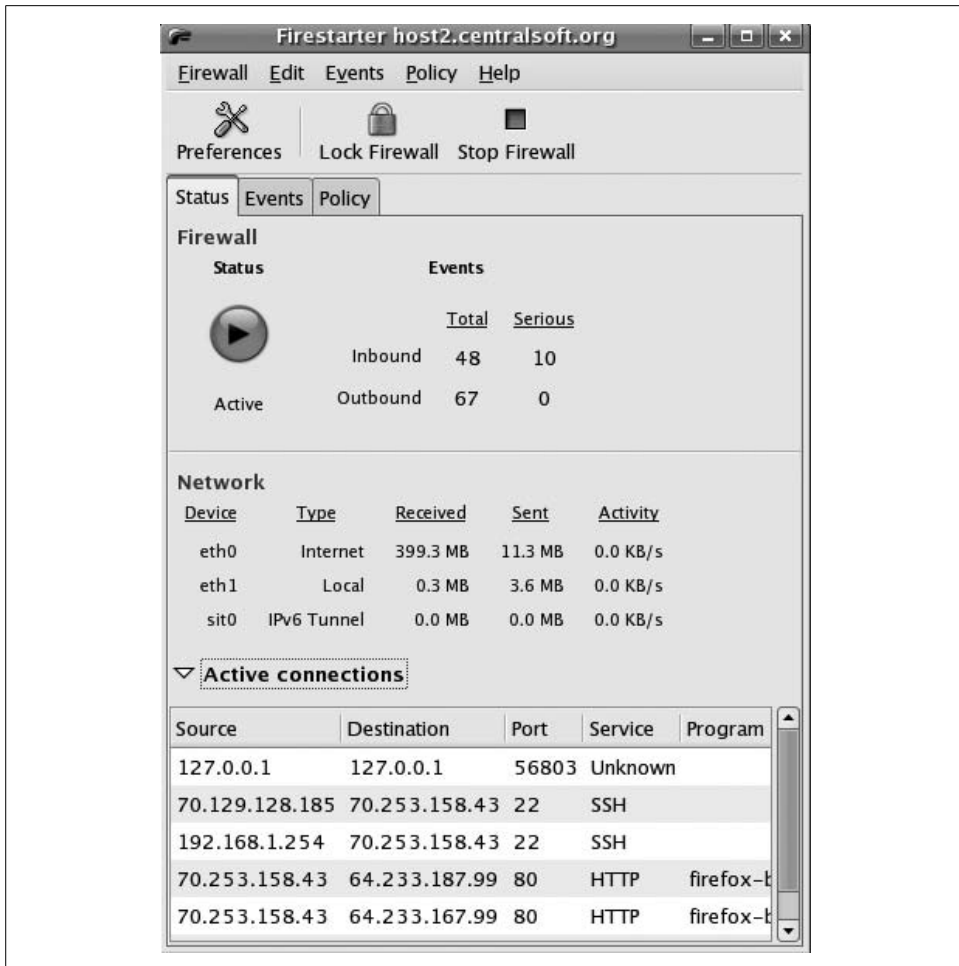 Firestarter host2.centralsoft.org
Firewall Edit Events Policy Help
Preferences Lock Firewall Stop Firewall
Status Events Policy
Firewall
Status Events
Total Serious
Inbound 48 10
Active Outbound 67 0
Network
Device Type Received Sent Activity
eth0 Internet 399.3 MB 11.3 MB 0.0 KB/s
eth1 Local 0.3 MB 3.6 MB 0.0 KB/s
sit0 IPv6 Tunnel 0.0 MB 0.0 MB 0.0 KB/s
Active connections
Source Destination Port Service Program
127.0.0.1 127.0.0.1 56803 Unknown
70.129.128.185 70.253.158.43 22 SSH
192.168.1.254 70.253.158.43 22 SSH
70.253.158.43 64.233.187.99 80 HTTP firefox-b
70.253.158.43 64.233.167.99 80 HTTP firefox-b